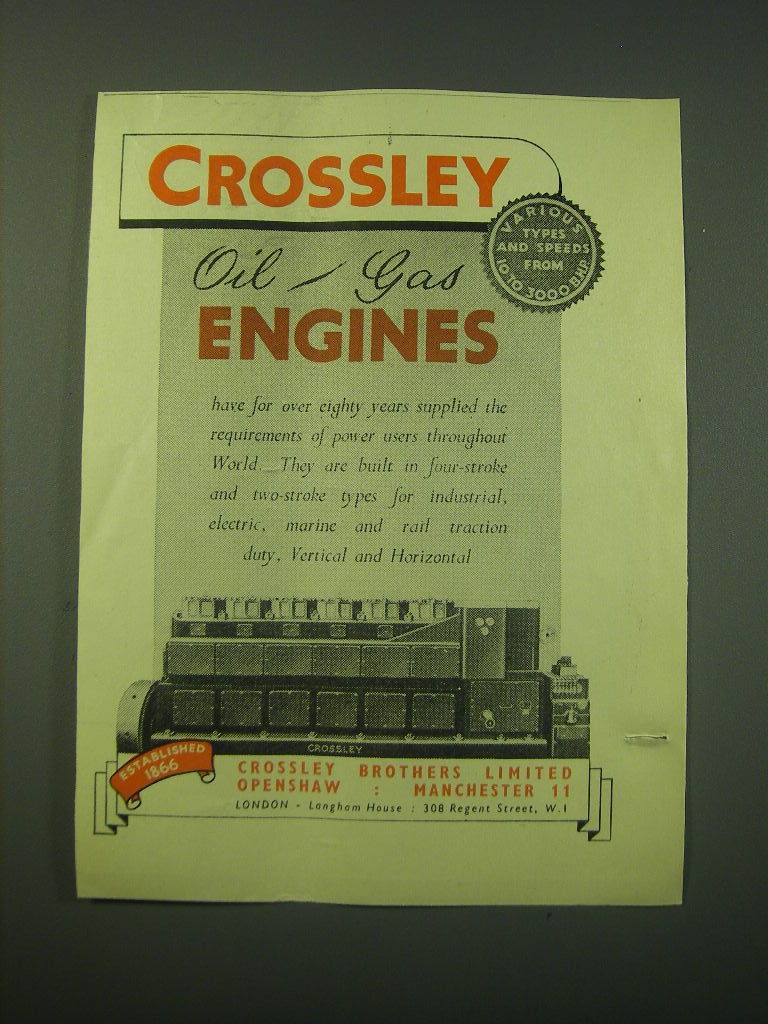 CROSSLEY
VARIOUS
TYPES
AND SPEEDS
FROM
10 TO 3000 B.H.P
Oil - Gas
ENGINES
have for over eighty years supplied the
requirements of power users throughout
World. They are built in four-stroke
and two-stroke types for industrial,
electric, marine and rail traction
duty, Vertical and Horizontal
CROSSLEY
ESTABLISHED
1866
CROSSLEY BROTHERS LIMITED
OPENSHAW : MANCHESTER 11
LONDON - Langham House : 308 Regent Street, W.1